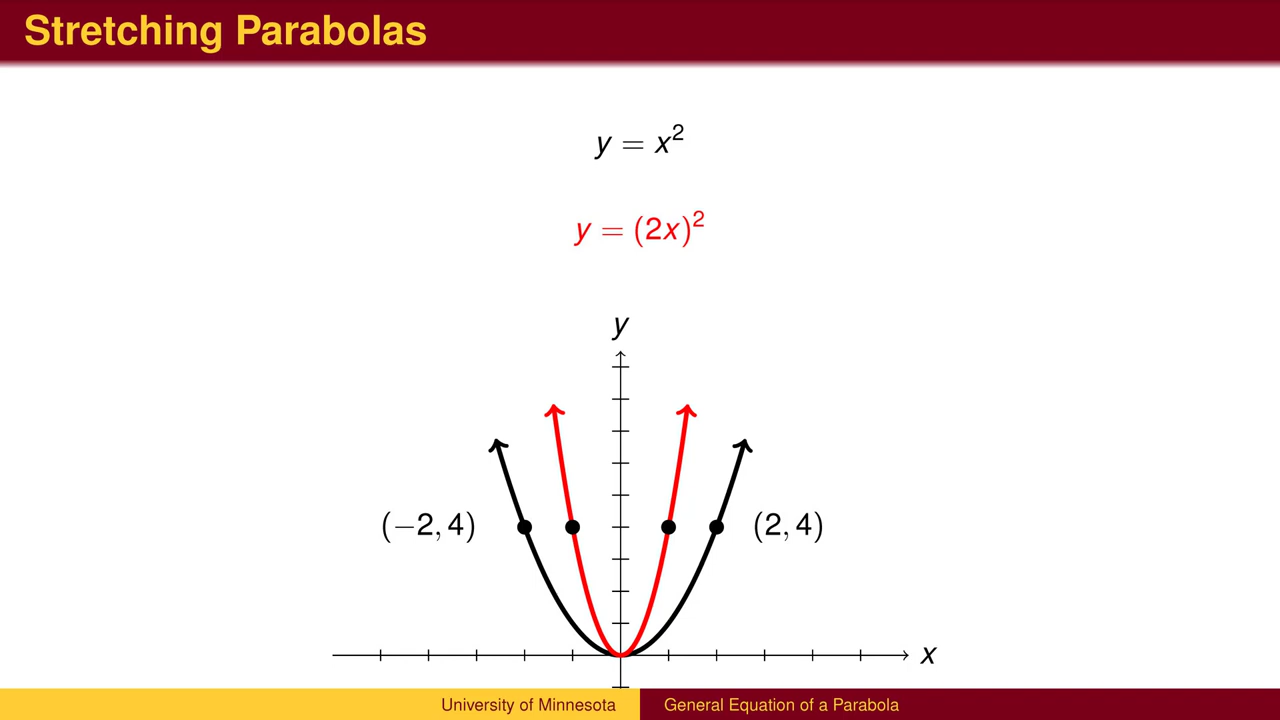 Stretching Parabolas
y = x²
y = (2x)²
y
(−2, 4)
(2, 4)
x
University of Minnesota
General Equation of a Parabola